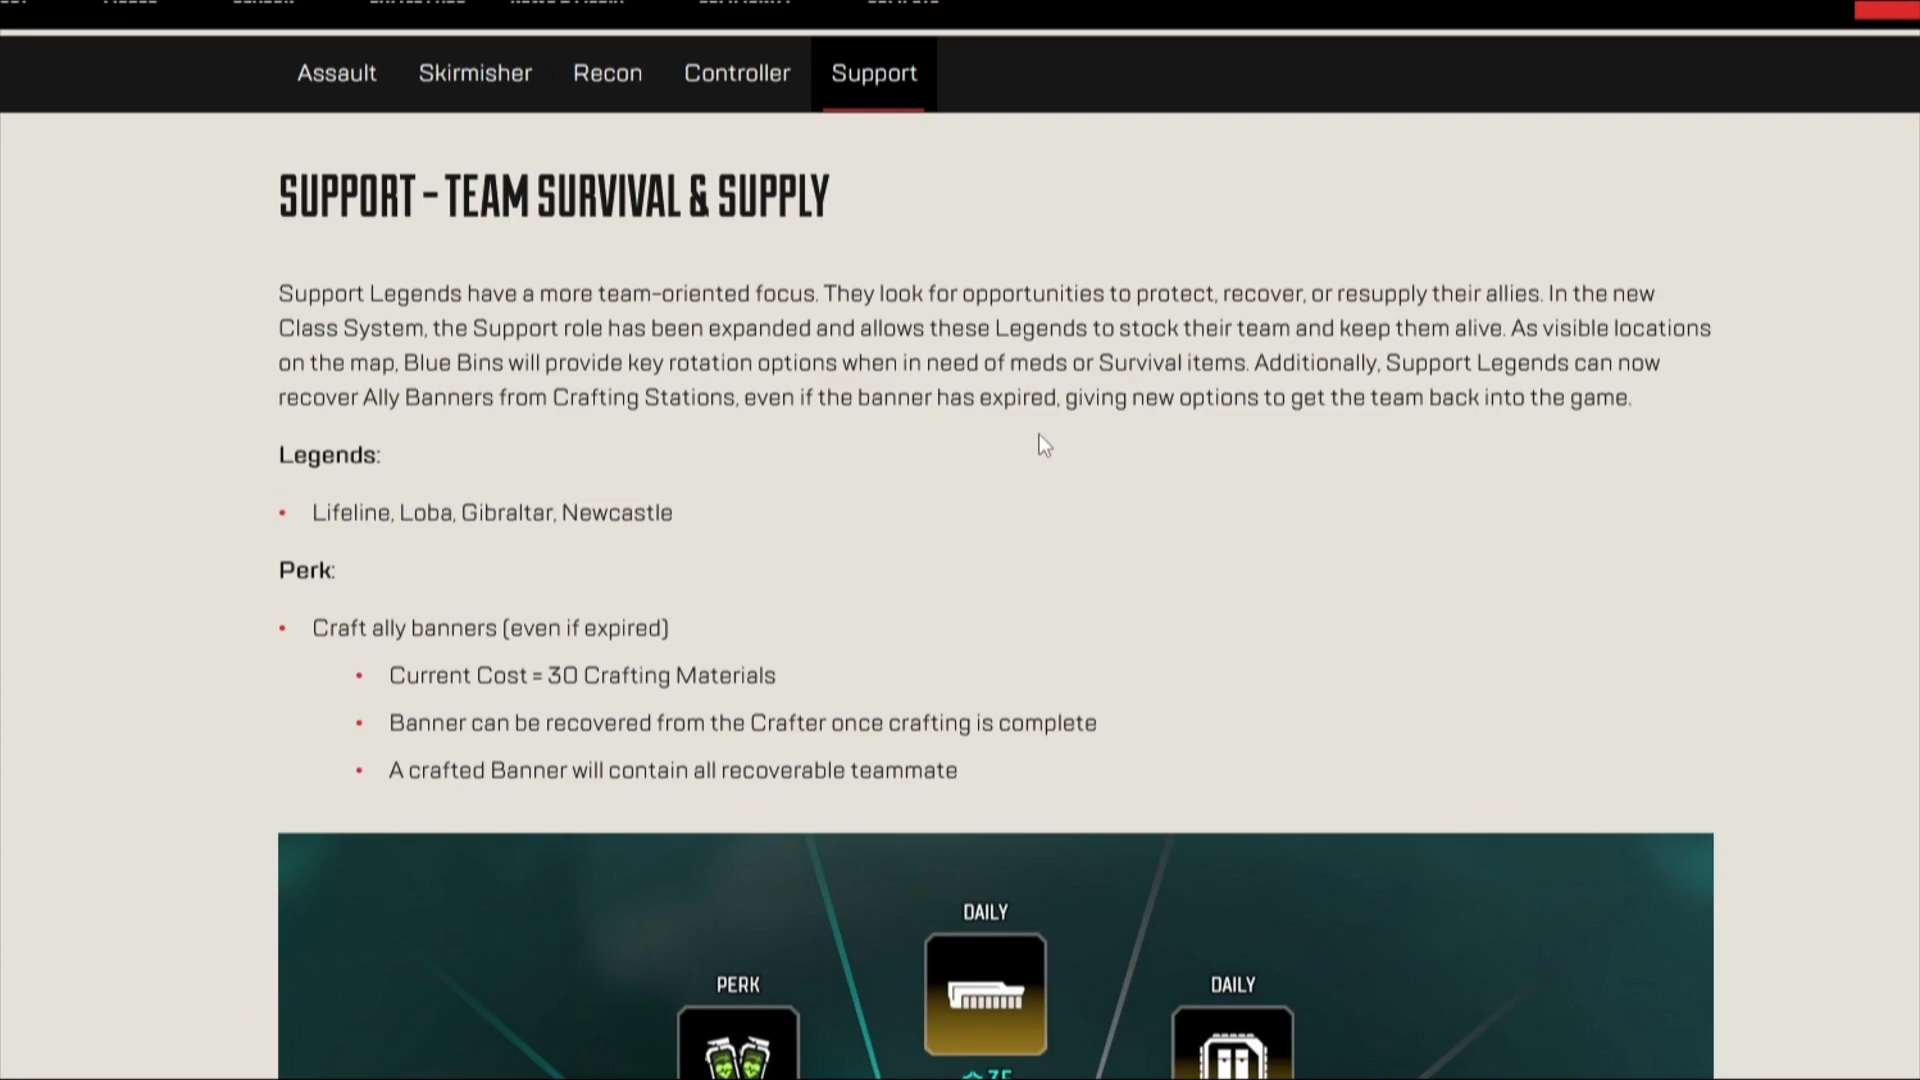 Assault Skirmisher Recon Controller Support
SUPPORT – TEAM SURVIVAL & SUPPLY
Support Legends have a more team-oriented focus. They look for opportunities to protect, recover, or resupply their allies. In the new
Class System, the Support role has been expanded and allows these Legends to stock their team and keep them alive. As visible locations
on the map, Blue Bins will provide key rotation options when in need of meds or Survival items. Additionally, Support Legends can now
recover Ally Banners from Crafting Stations, even if the banner has expired, giving new options to get the team back into the game.
Legends:
• Lifeline, Loba, Gibraltar, Newcastle
Perk:
• Craft ally banners (even if expired)
• Current Cost = 30 Crafting Materials
• Banner can be recovered from the Crafter once crafting is complete
• A crafted Banner will contain all recoverable teammate
DAILY
PERK
DAILY
35